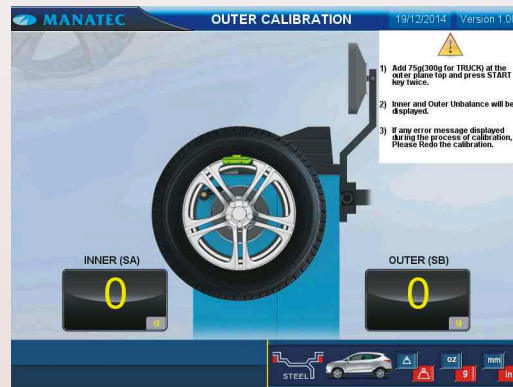 MANATEC
OUTER CALIBRATION
19/12/2014
Version 1.00
1) Add 75g(300g for TRUCK) at the
outer plane top and press START
key twice.
2) Inner and Outer Unbalance will be
displayed.
3) If any error message displayed
during the process of calibration,
Please Redo the calibration.
INNER (SA)
0
g
OUTER (SB)
0
g
STEEL
oz
g
mm
in